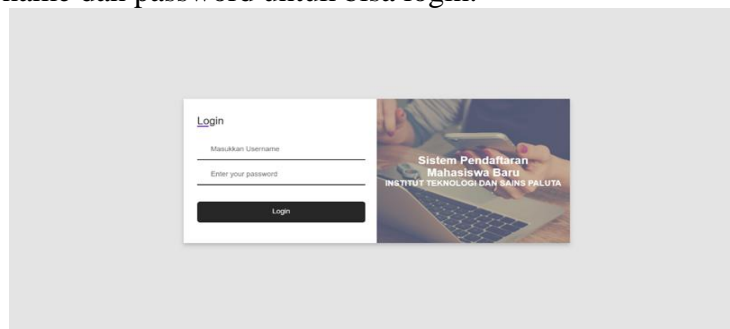 name dan password untuk bisa login.
Login
Masukkan Username
Enter your password
Login
Sistem Pendaftaran
Mahasiswa Baru
INSTITUT TEKNOLOGI DAN SAINS PALUTA